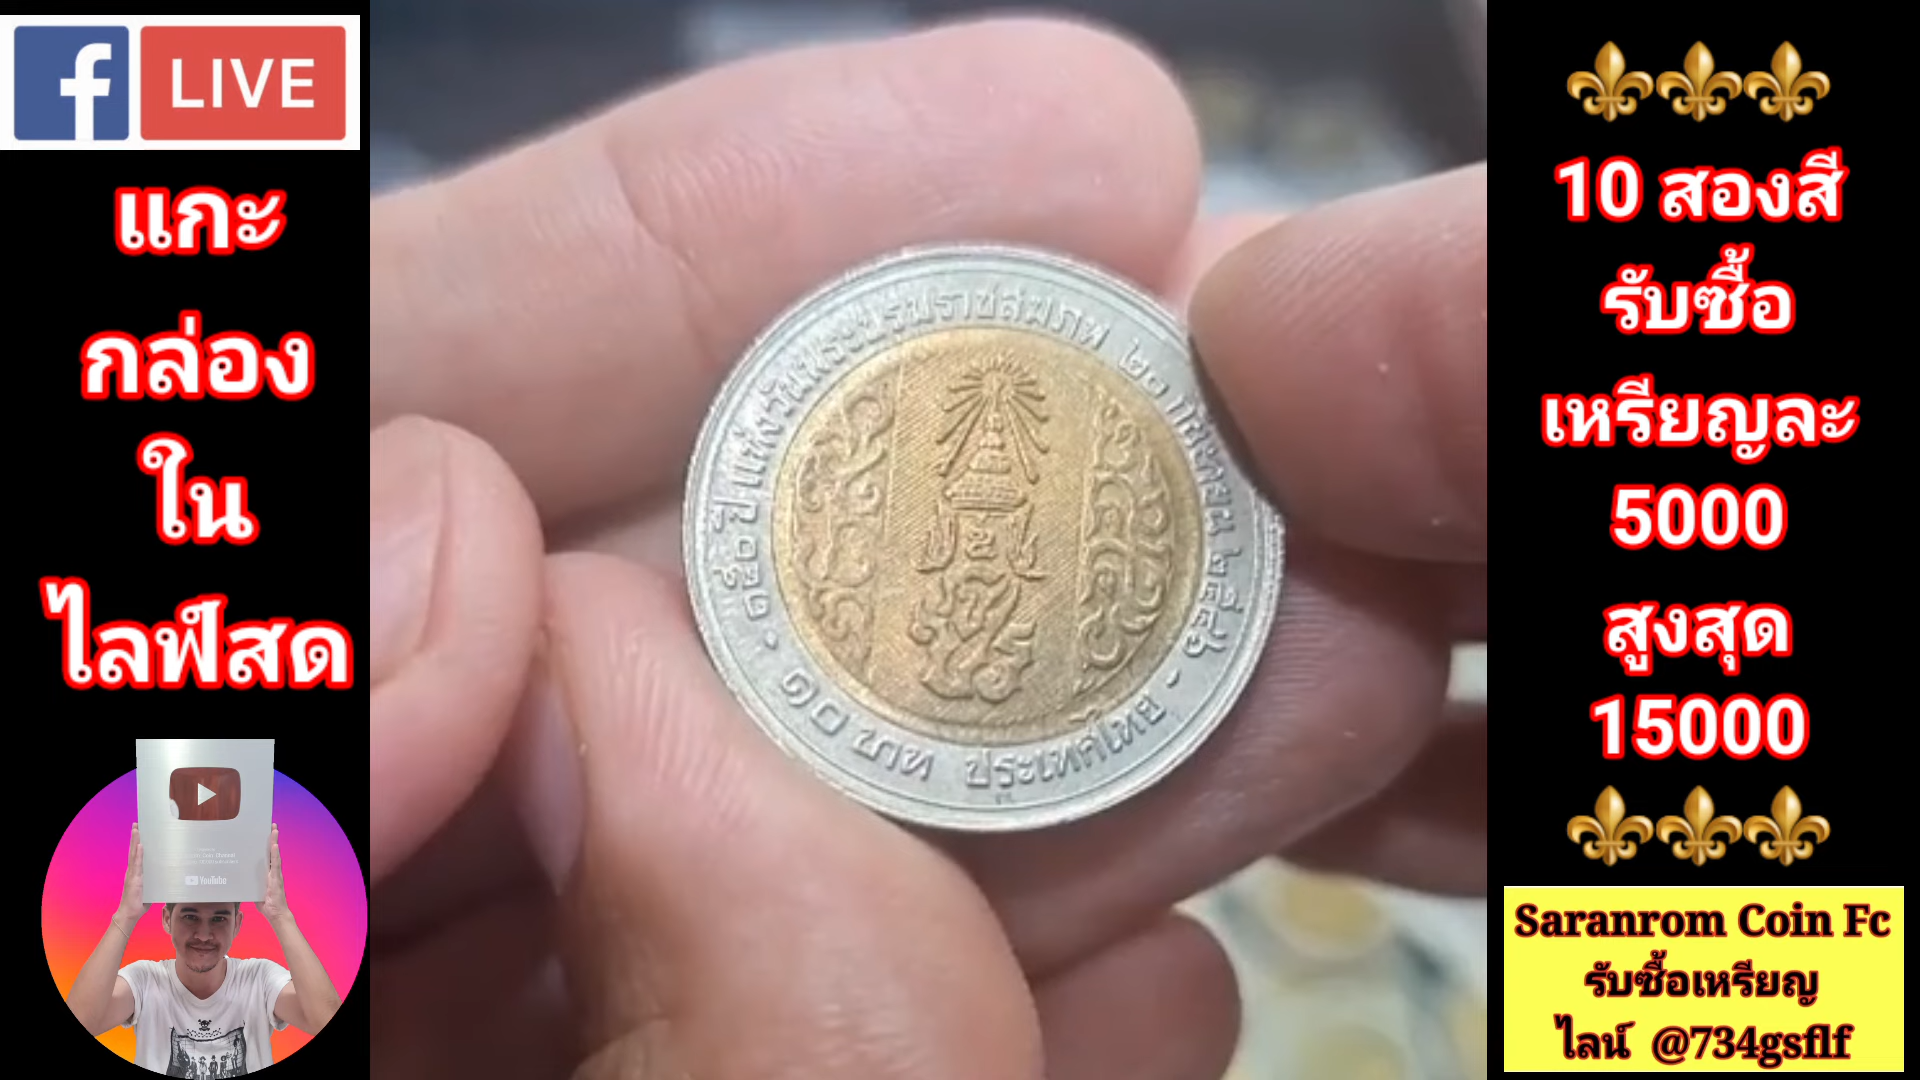 f LIVE
แกะ
กล่อง
ใน
ไลฟ์สด
YouTube
๑๕๐ ปี แห่งวันพระบรมราชสมภพ ๒๐ กันยายน ๒๕๔๖
๑๐ บาท ประเทศไทย
๕
10 สองสี
รับซื้อ
เหรียญละ
5000
สูงสุด
15000
Saranrom Coin Fc
รับซื้อเหรียญ
ไลน์ @734gsflf